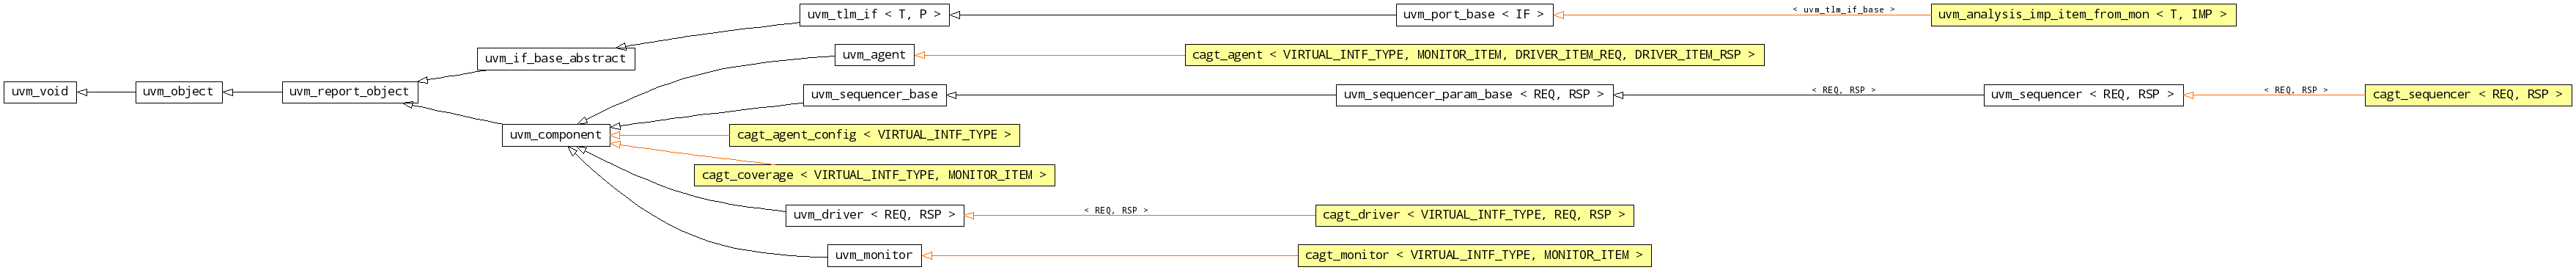 uvm_tlm_if < T, P >
uvm_port_base < IF >
< uvm_tlm_if_base >
uvm_analysis_imp_item_from_mon < T, IMP >
uvm_if_base_abstract
uvm_agent
cagt_agent < VIRTUAL_INTF_TYPE, MONITOR_ITEM, DRIVER_ITEM_REQ, DRIVER_ITEM_RSP >
uvm_void
uvm_object
uvm_report_object
uvm_sequencer_base
uvm_sequencer_param_base < REQ, RSP >
< REQ, RSP >
uvm_sequencer < REQ, RSP >
< REQ, RSP >
cagt_sequencer < REQ, RSP >
uvm_component
cagt_agent_config < VIRTUAL_INTF_TYPE >
cagt_coverage < VIRTUAL_INTF_TYPE, MONITOR_ITEM >
uvm_driver < REQ, RSP >
< REQ, RSP >
cagt_driver < VIRTUAL_INTF_TYPE, REQ, RSP >
uvm_monitor
cagt_monitor < VIRTUAL_INTF_TYPE, MONITOR_ITEM >